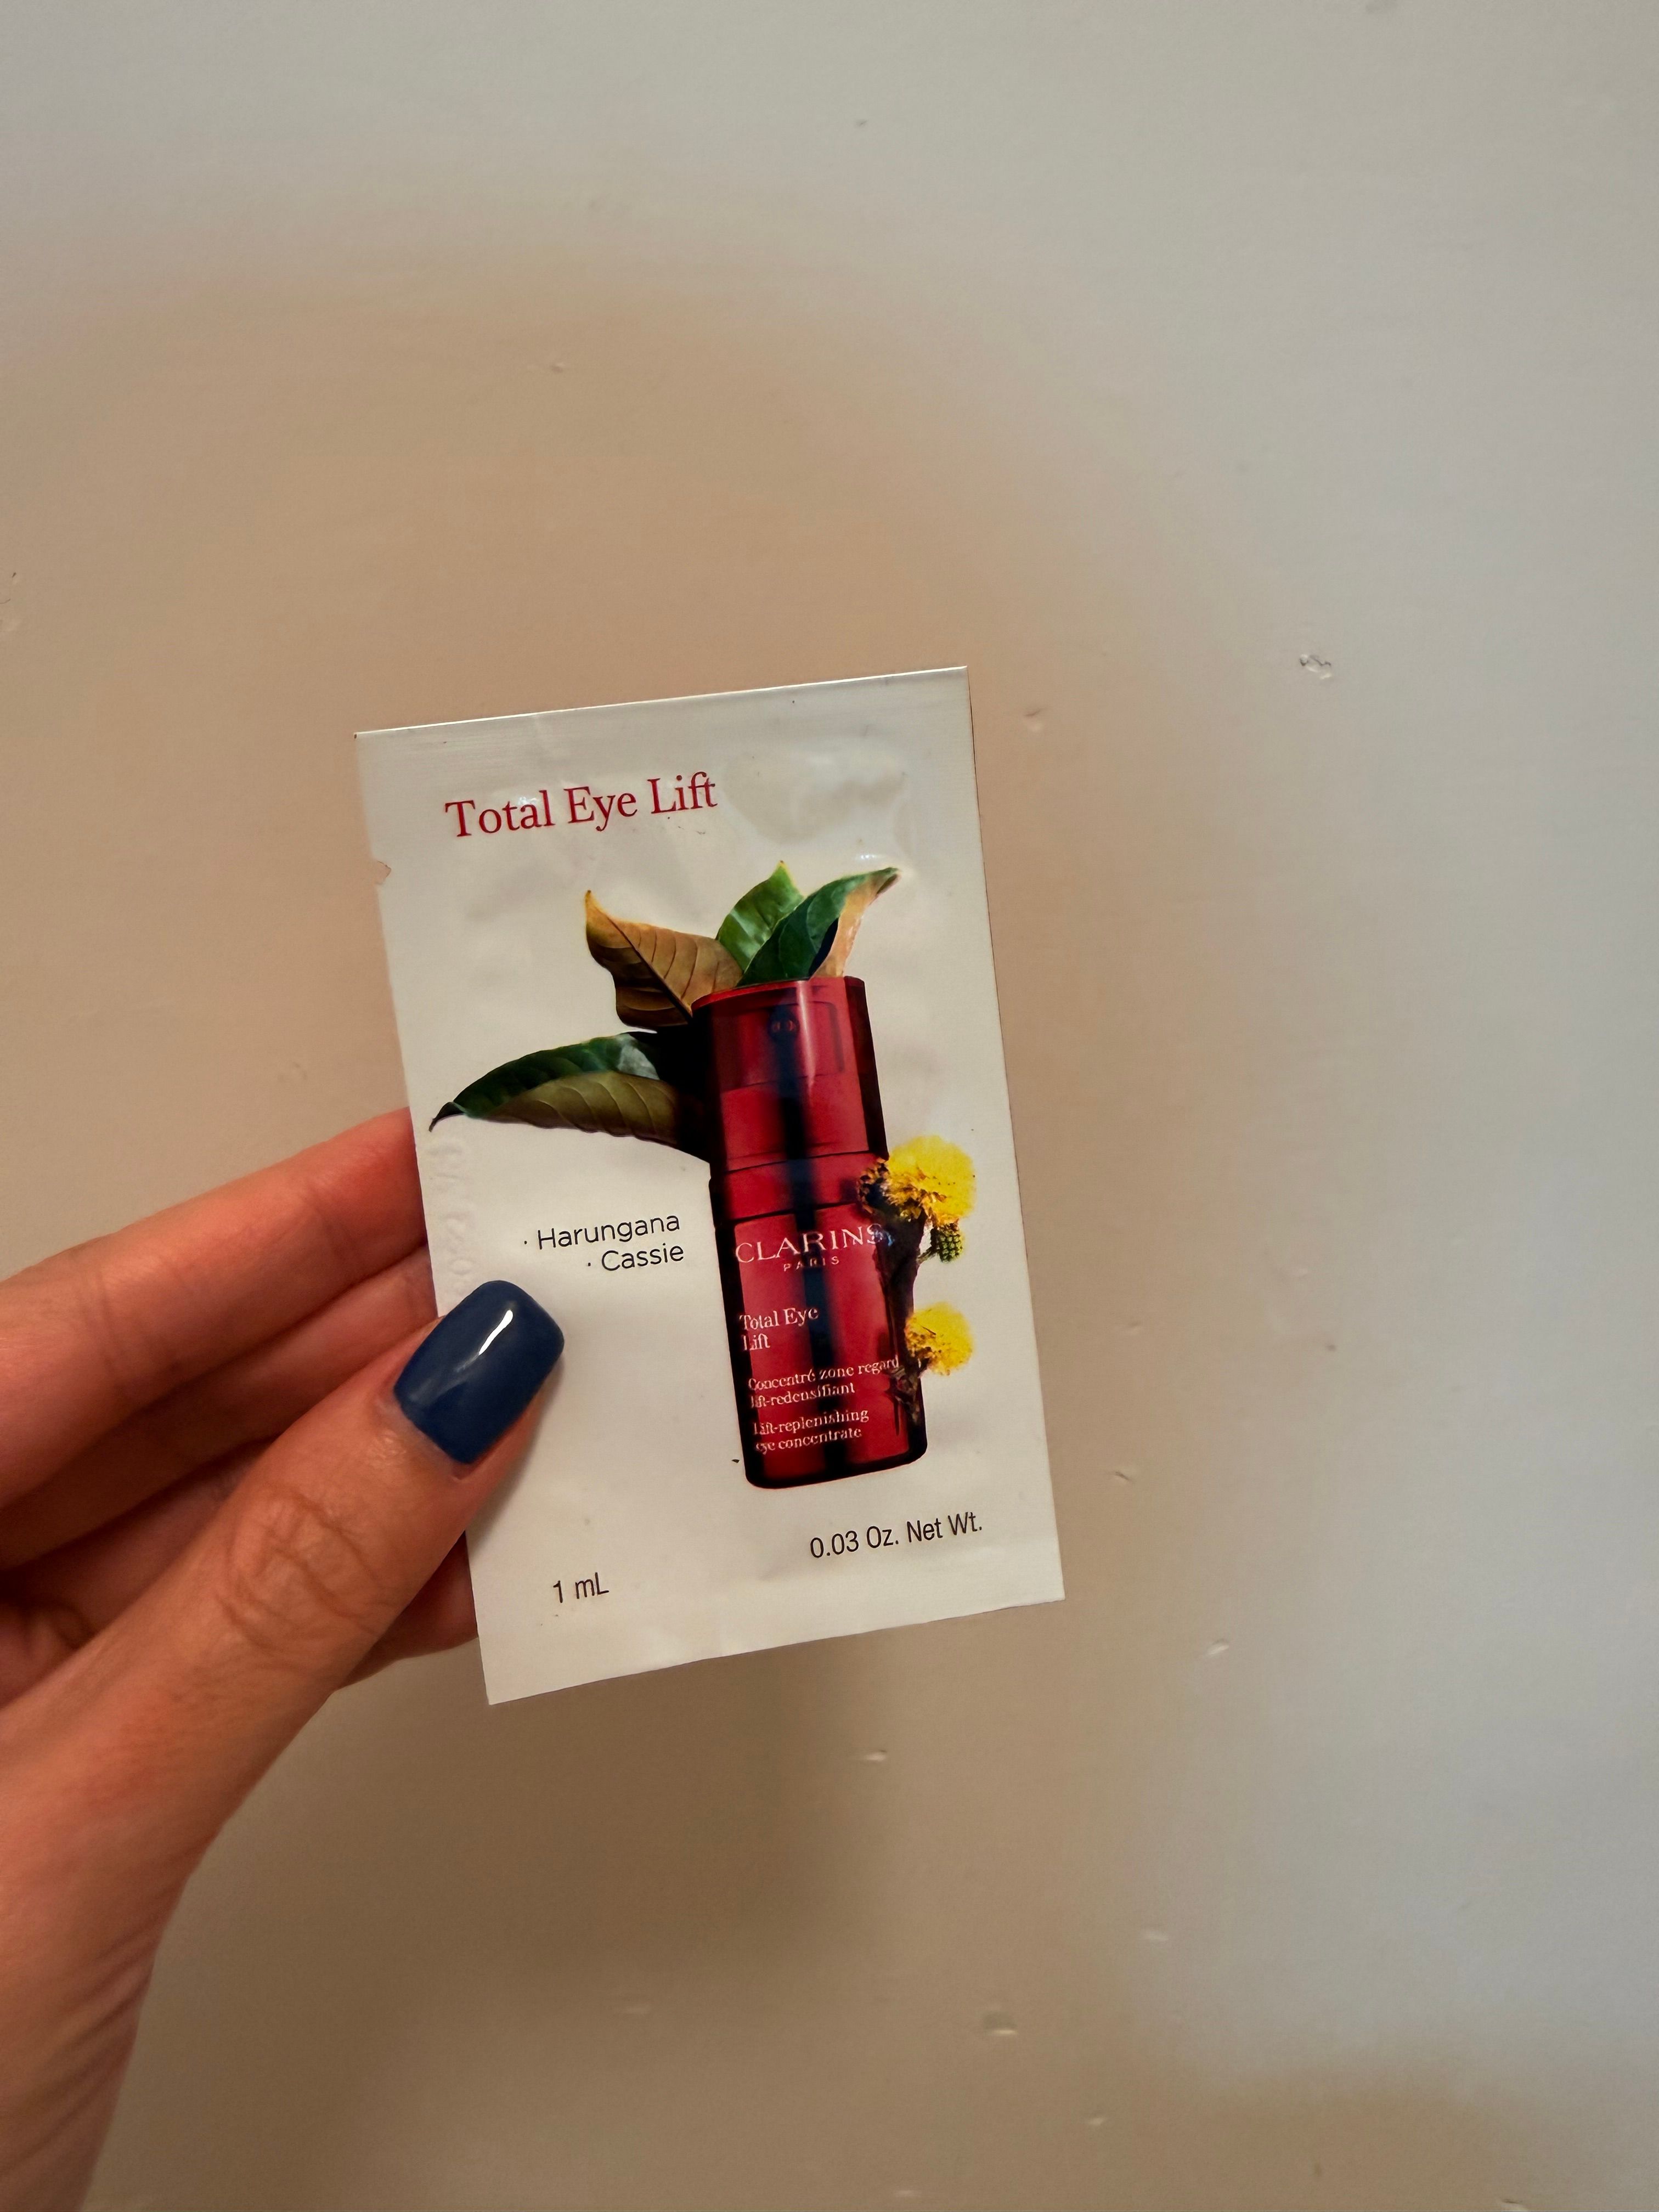 Total Eye Lift
· Harungana
· Cassie
CLARINS
PARIS
Total Eye
Lift
Concentré zone regard
lift-redensifiant
Lift-replenishing
eye concentrate
0.03 Oz. Net Wt.
1 mL